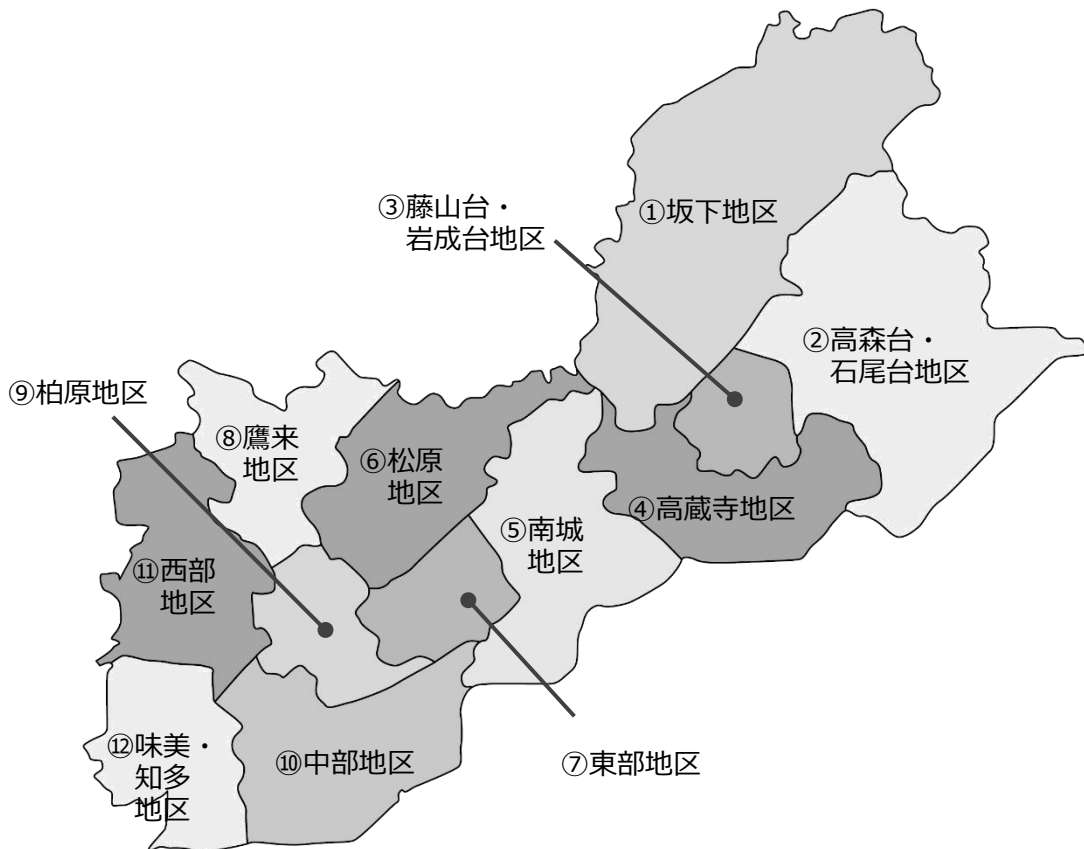 ①坂下地区
②高森台・
石尾台地区
③藤山台・
岩成台地区
④高蔵寺地区
⑤南城
地区
⑥松原
地区
⑦東部地区
⑧鷹来
地区
⑨柏原地区
⑩中部地区
⑪西部
地区
⑫味美・
知多
地区